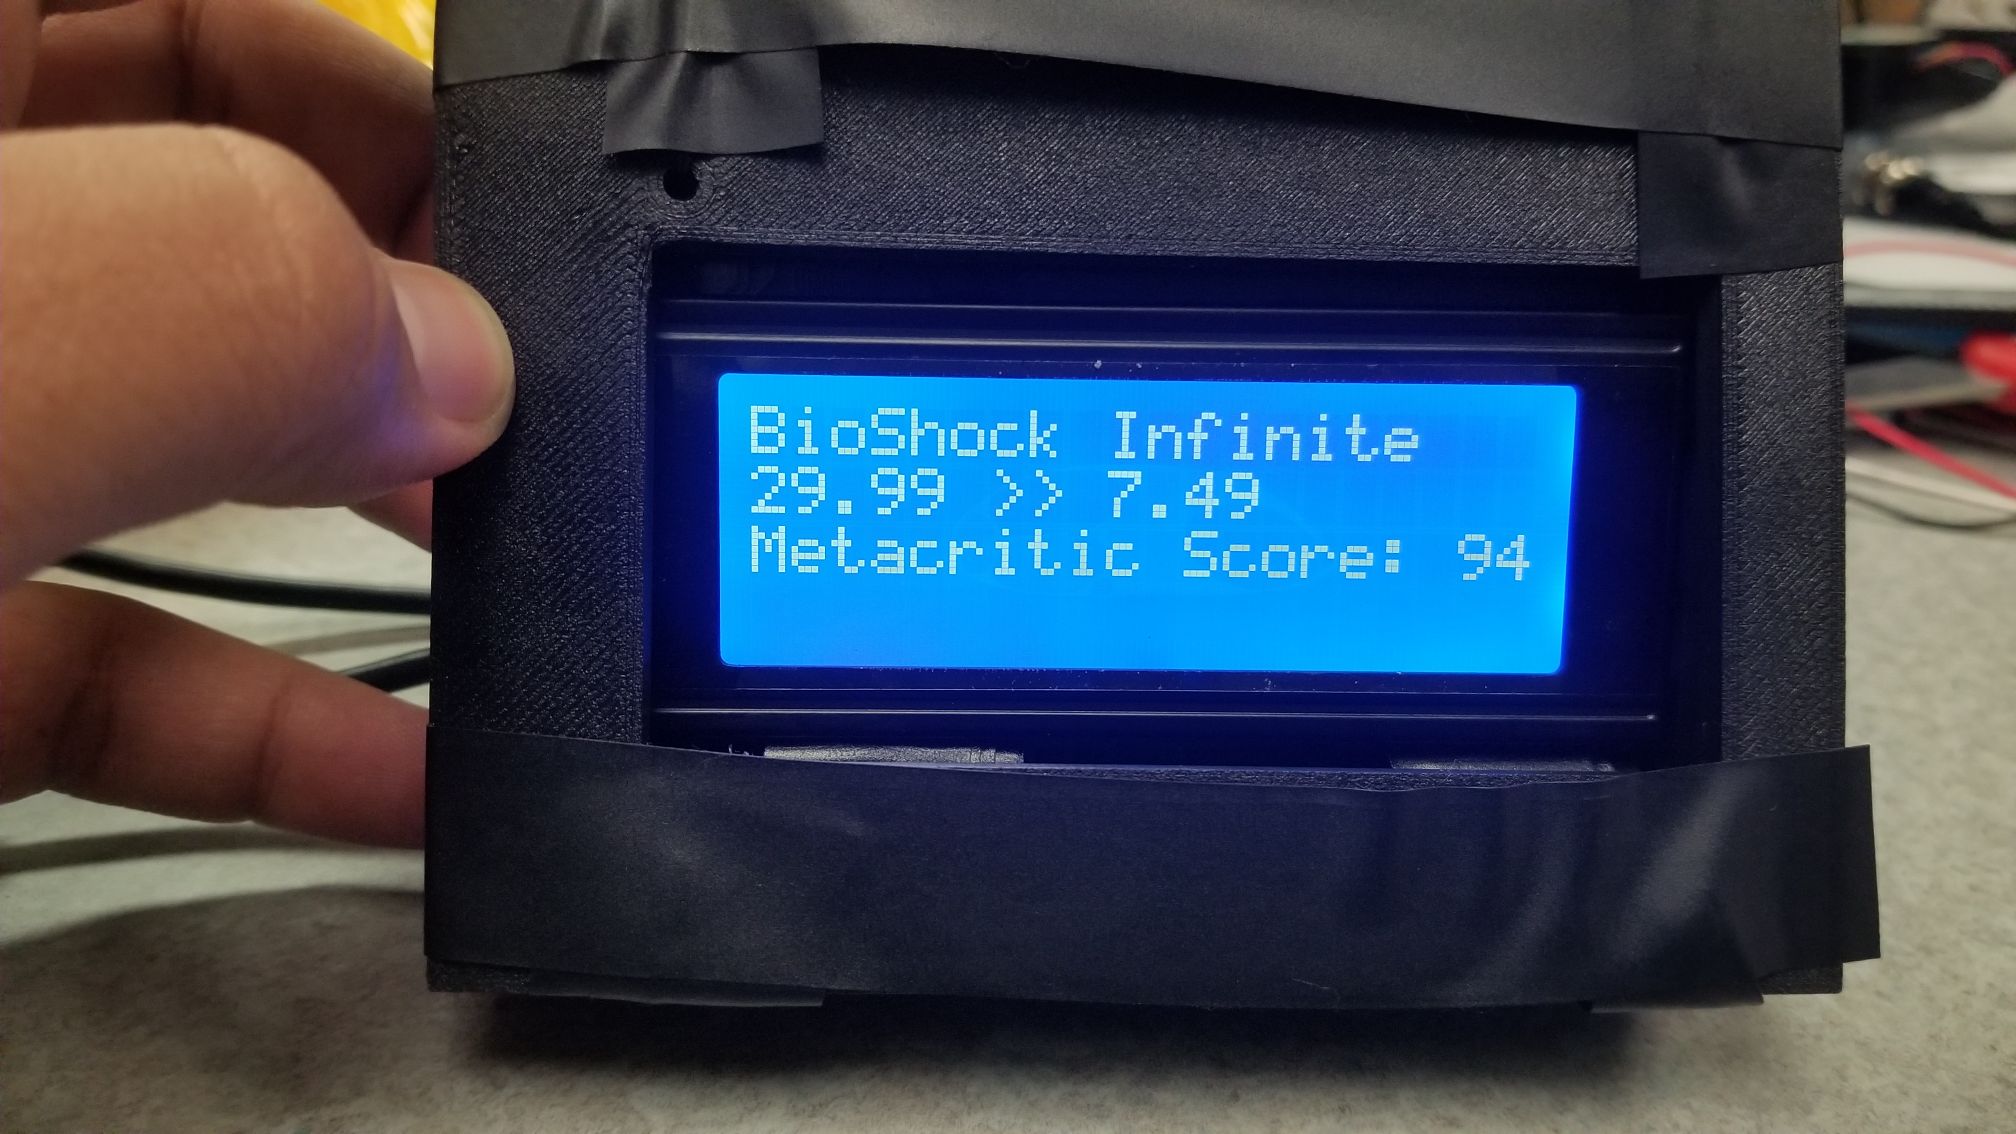 BioShock Infinite
29.99 >> 7.49
Metacritic Score: 94